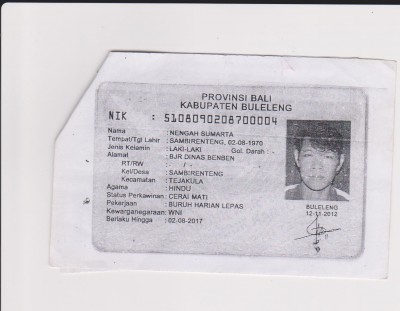 PROVINSI BALI
KABUPATEN BULELENG
NIK : 5108090208700004
Nama : NENGAH SUMARTA
Tempat/Tgl Lahir : SAMBIRENTENG, 02-08-1970
Jenis Kelamin : LAKI-LAKI Gol. Darah : -
Alamat : BJR DINAS BENBEN
RT/RW : /
Kel/Desa : SAMBIRENTENG
Kecamatan : TEJAKULA
Agama : HINDU
Status Perkawinan : CERAI MATI
Pekerjaan : BURUH HARIAN LEPAS
Kewarganegaraan : WNI
Berlaku Hingga : 02-08-2017
BULELENG
12-11-2012